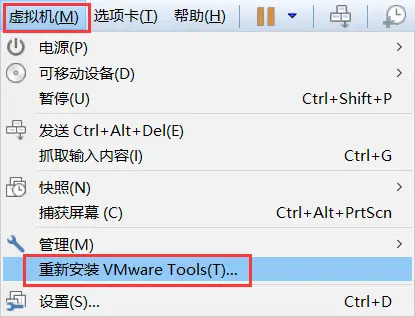 虚拟机(M) 选项卡(T) 帮助(H)
电源(P)
可移动设备(D)
暂停(U) Ctrl+Shift+P
发送 Ctrl+Alt+Del(E)
抓取输入内容(I) Ctrl+G
快照(N)
捕获屏幕 (C) Ctrl+Alt+PrtScn
管理(M)
重新安装 VMware Tools(T)...
设置(S)... Ctrl+D